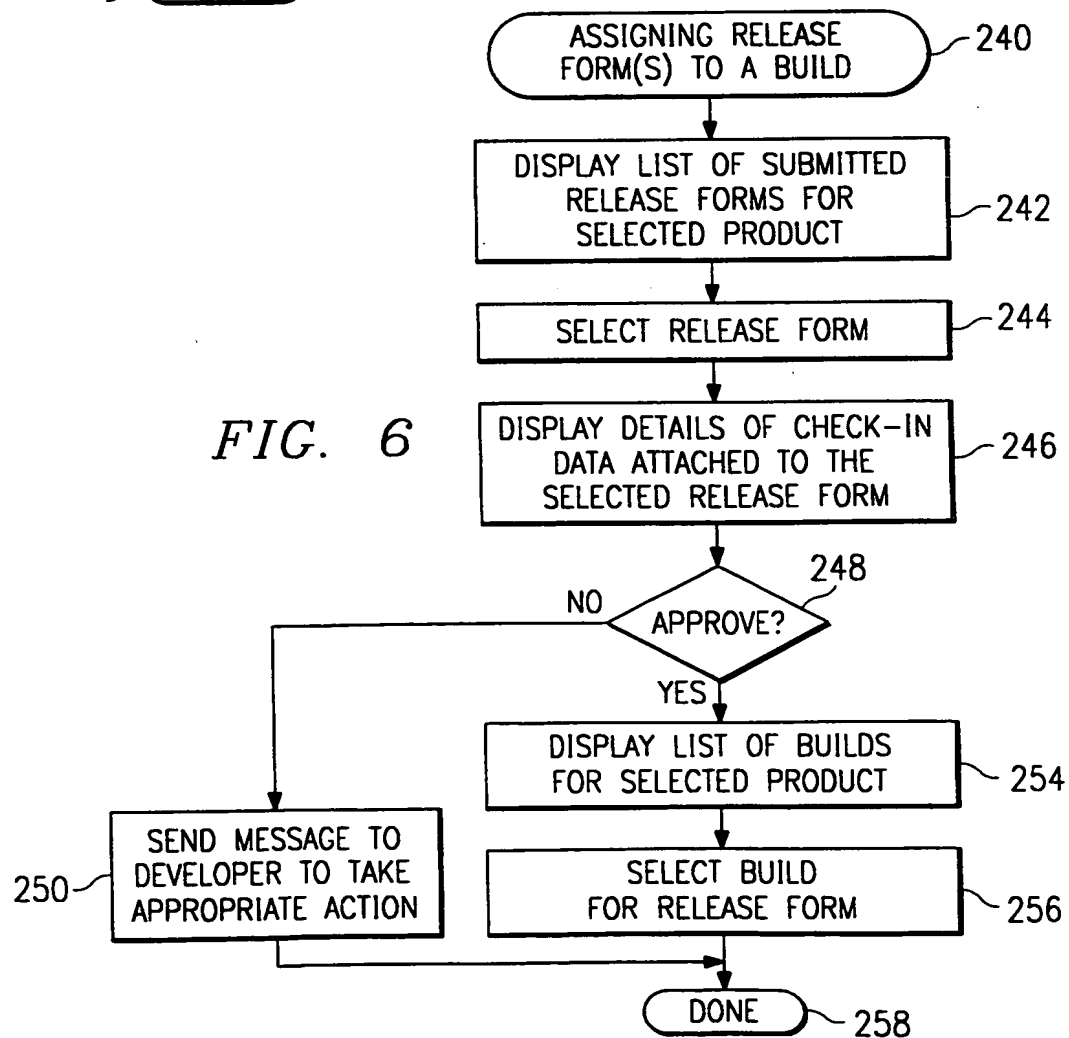 ASSIGNING RELEASE
FORM(S) TO A BUILD
240
DISPLAY LIST OF SUBMITTED
RELEASE FORMS FOR
SELECTED PRODUCT
242
SELECT RELEASE FORM
244
FIG. 6
DISPLAY DETAILS OF CHECK-IN
DATA ATTACHED TO THE
SELECTED RELEASE FORM
246
248
NO
APPROVE?
YES
DISPLAY LIST OF BUILDS
FOR SELECTED PRODUCT
254
SEND MESSAGE TO
DEVELOPER TO TAKE
APPROPRIATE ACTION
250
SELECT BUILD
FOR RELEASE FORM
256
DONE
258